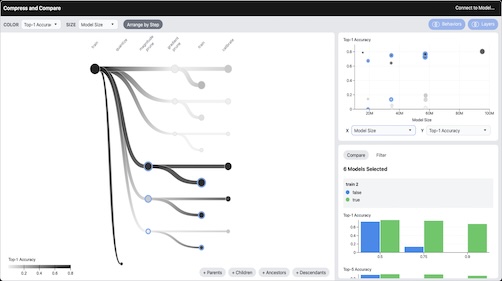 Compress and Compare
Connect to Model...
COLOR
Top-1 Accurac
SIZE
Model Size
Arrange by Step
Behaviors
Layers
train
quantize
magnitude
prune
gradient
prune
train
calibrate
Top-1 Accuracy
0.8
0.6
0.4
0.2
0
20M
40M
60M
80M
100M
Model Size
X
Model Size
Y
Top-1 Accuracy
Compare
Filter
6 Models Selected
train.2
false
true
Top-1 Accuracy
0.6
0.4
0.2
0.0
0.5
0.75
0.9
Top-5 Accuracy
Top-1 Accuracy
0.0
0.2
0.4
0.6
0.8
+ Parents
+ Children
+ Ancestors
+ Descendants